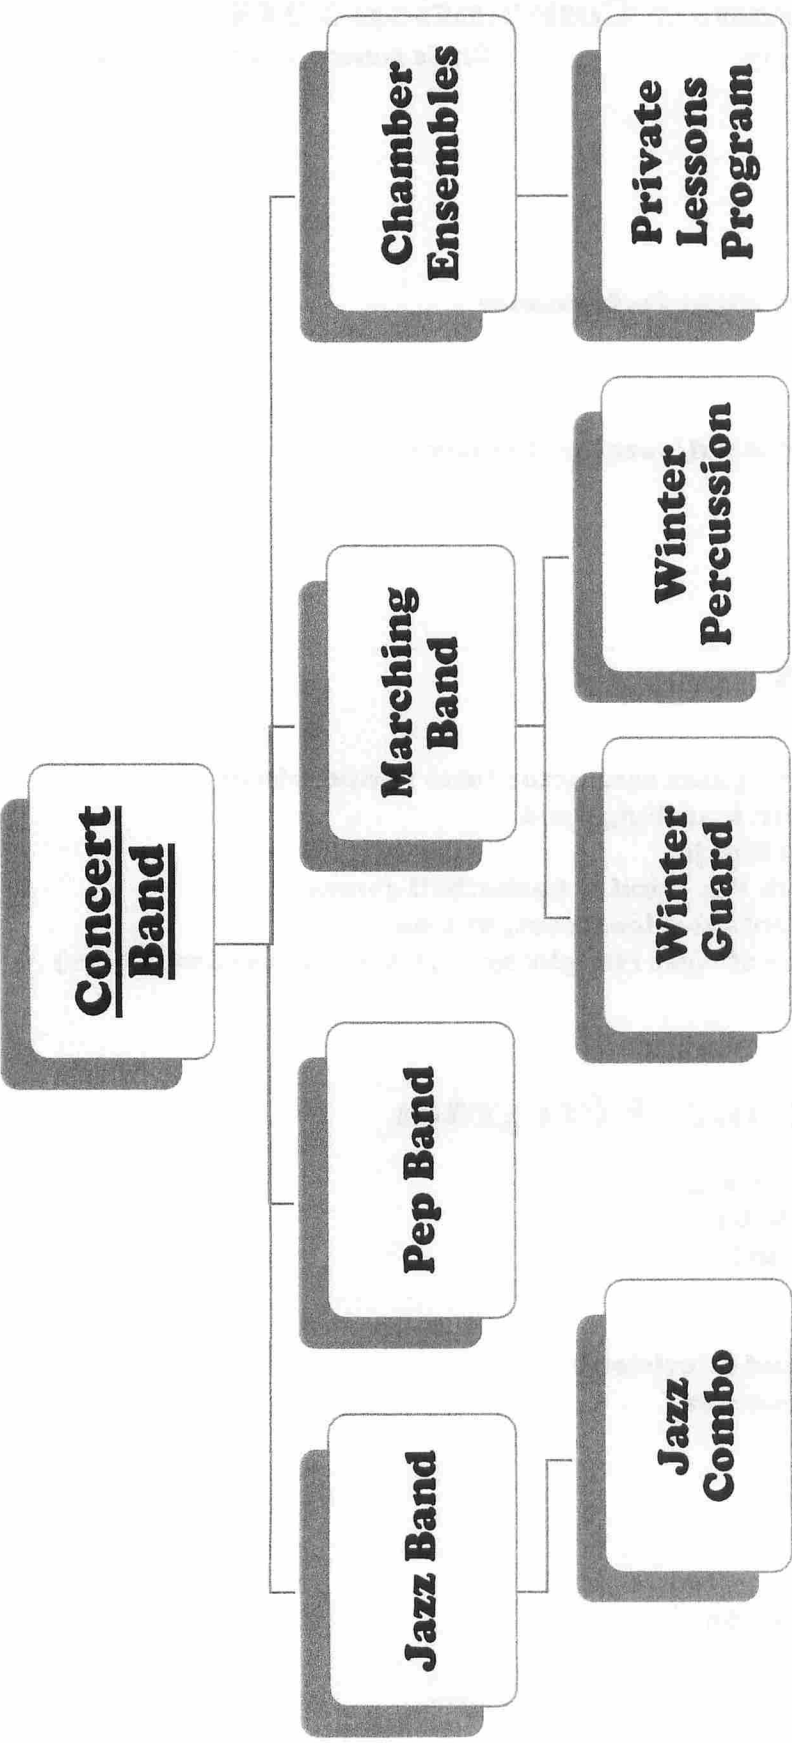 Concert
Band
Jazz Band
Pep Band
Marching
Band
Chamber
Ensembles
Jazz
Combo
Winter
Guard
Winter
Percussion
Private
Lessons
Program